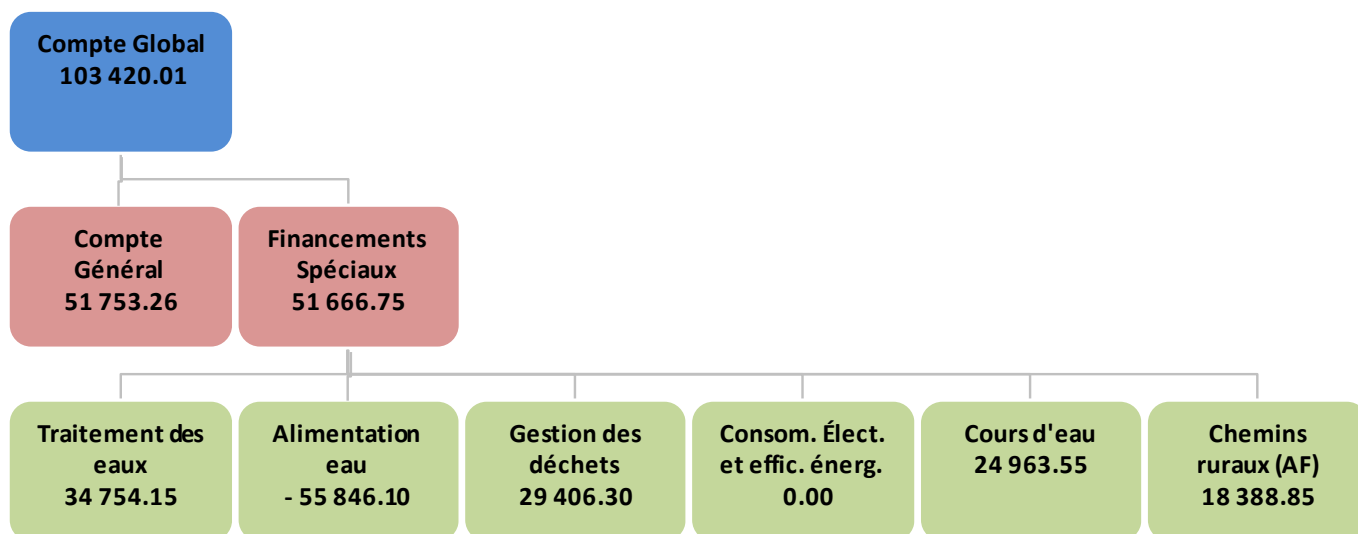 Compte Global
103 420.01
Compte
Général
51 753.26
Financements
Spéciaux
51 666.75
Traitement des
eaux
34 754.15
Alimentation
eau
- 55 846.10
Gestion des
déchets
29 406.30
Consom. Élect.
et effic. énerg.
0.00
Cours d'eau
24 963.55
Chemins
ruraux (AF)
18 388.85